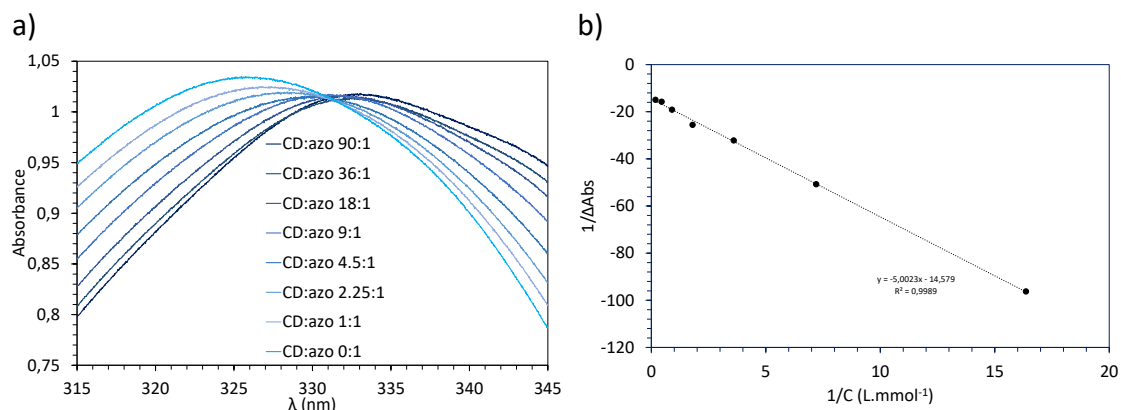 a)
1,05
1
0,95
0,9
0,85
0,8
0,75
Absorbance
CD:azo 90:1
CD:azo 36:1
CD:azo 18:1
CD:azo 9:1
CD:azo 4.5:1
CD:azo 2.25:1
CD:azo 1:1
CD:azo 0:1
315 320 325 330 335 340 345
λ (nm)
b)
0
-20
-40
-60
-80
-100
-120
1/ΔAbs
y = -5,0023x - 14,579
R² = 0,9989
0 5 10 15 20
1/C (L.mmol⁻¹)